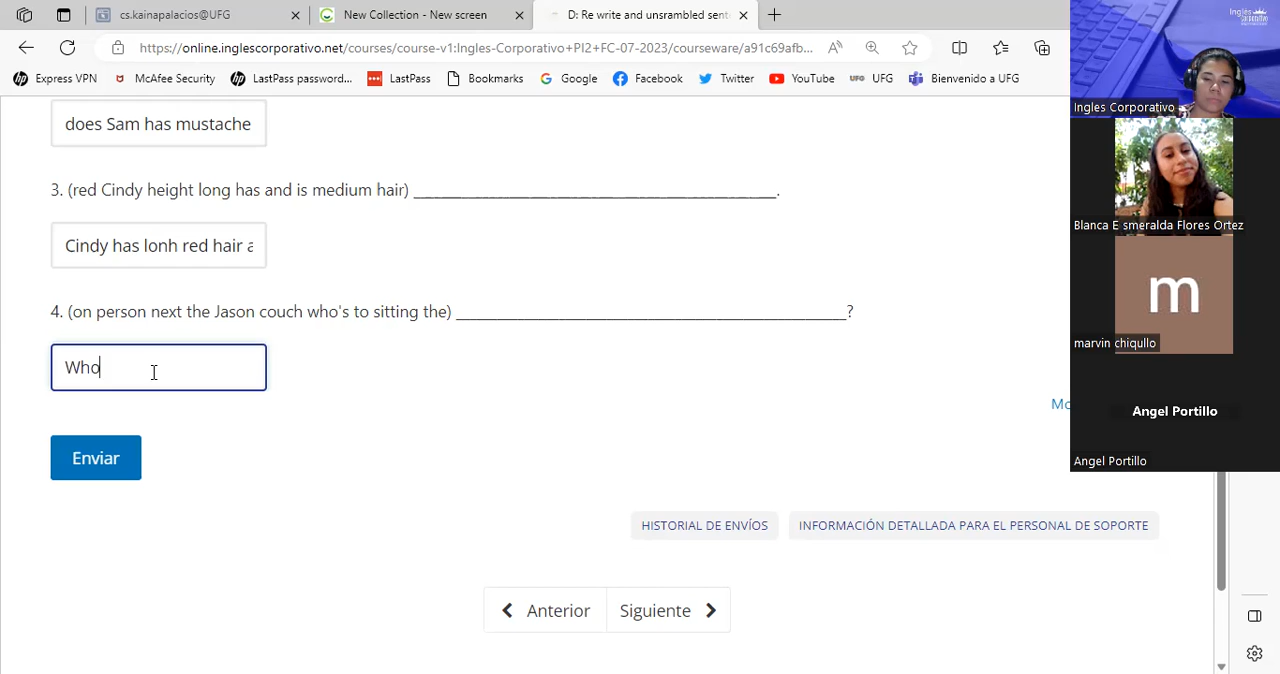 cs.kainapalacios@UFG
New Collection - New screen
D: Re write and unsrambled sent
https://online.inglescorporativo.net/courses/course-v1:Ingles-Corporativo+PI2+FC-07-2023/courseware/a91c69afb...
Express VPN
McAfee Security
LastPass password...
LastPass
Bookmarks
Google
Facebook
Twitter
YouTube
UFG
Bienvenido a UFG
does Sam has mustache
3. (red Cindy height long has and is medium hair) ________________________________________.
Cindy has lonh red hair a
4. (on person next the Jason couch who's to sitting the) ___________________________________________?
Who
Mo
Enviar
HISTORIAL DE ENVÍOS
INFORMACIÓN DETALLADA PARA EL PERSONAL DE SOPORTE
Anterior
Siguiente
Inglés
Corporativo
Ingles Corporativo
Blanca E smeralda Flores Ortez
m
marvin chiqullo
Angel Portillo
Angel Portillo